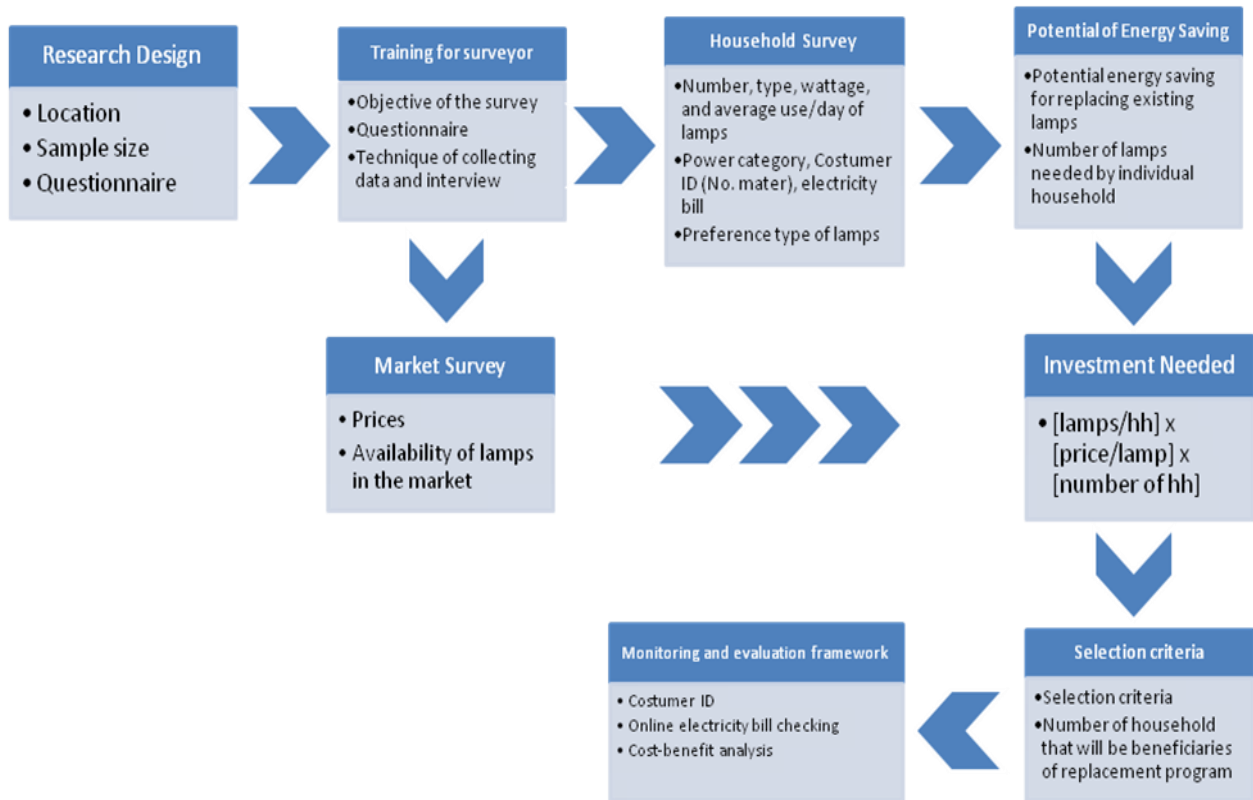 Research Design
• Location
• Sample size
• Questionnaire
Training for surveyor
•Objective of the survey
•Questionnaire
•Technique of collecting
data and interview
Household Survey
•Number, type, wattage,
and average use/day of
lamps
•Power category, Costumer
ID (No. mater), electricity
bill
•Preference type of lamps
Potential of Energy Saving
•Potential energy saving
for replacing existing
lamps
•Number of lamps
needed by individual
household
Market Survey
• Prices
• Availability of lamps
in the market
Investment Needed
• [lamps/hh] x
[price/lamp] x
[number of hh]
Monitoring and evaluation framework
• Costumer ID
• Online electricity bill checking
• Cost-benefit analysis
Selection criteria
•Selection criteria
•Number of household
that will be beneficiaries
of replacement program